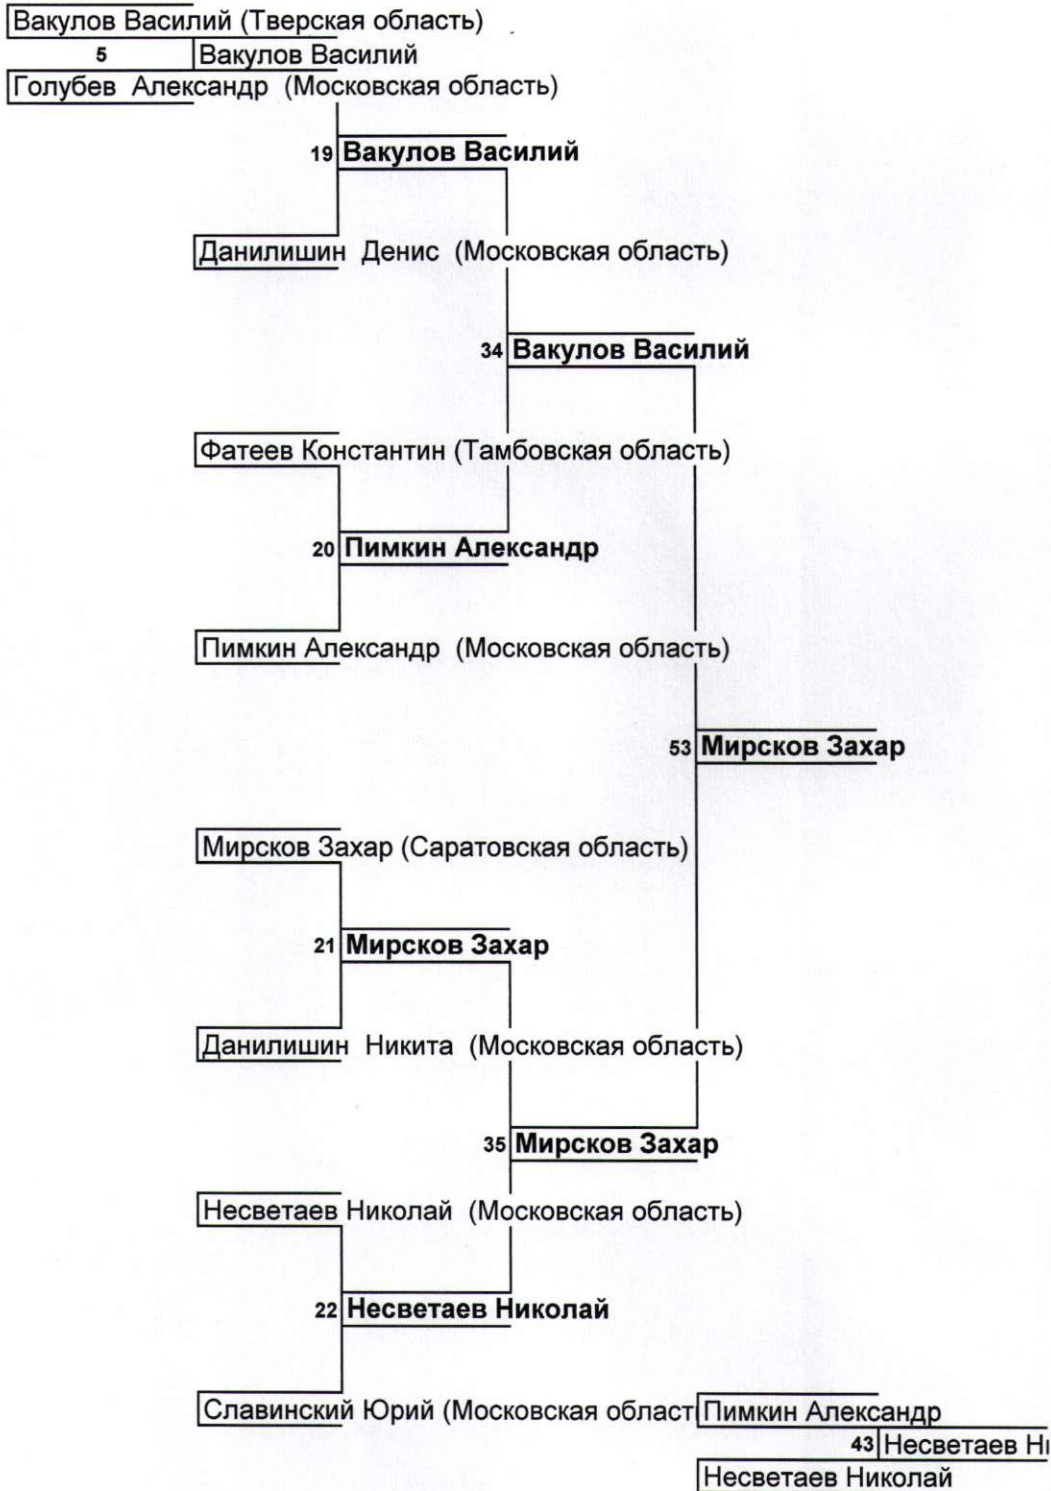 Вакулов Василий (Тверская область)
5 Вакулов Василий
Голубев Александр (Московская область)
19 Вакулов Василий
Данилишин Денис (Московская область)
34 Вакулов Василий
Фатеев Константин (Тамбовская область)
20 Пимкин Александр
Пимкин Александр (Московская область)
53 Мирсков Захар
Мирсков Захар (Саратовская область)
21 Мирсков Захар
Данилишин Никита (Московская область)
35 Мирсков Захар
Несветаев Николай (Московская область)
22 Несветаев Николай
Славинский Юрий (Московская област Пимкин Александр
43 Несветаев Н
Несветаев Николай